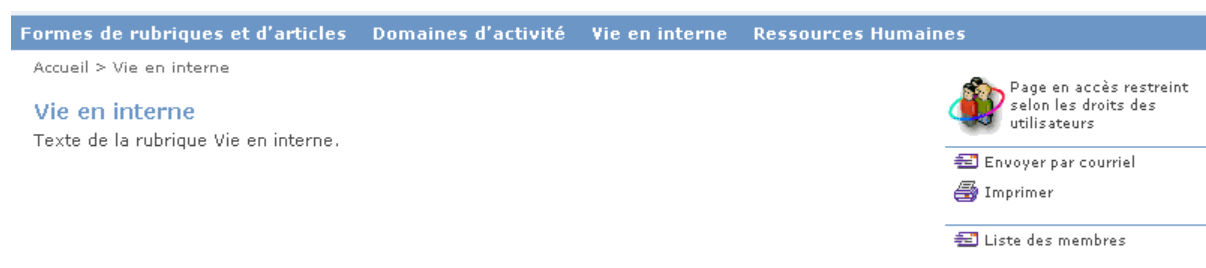 Formes de rubriques et d'articles Domaines d'activité Vie en interne Ressources Humaines
Accueil > Vie en interne
Vie en interne
Texte de la rubrique Vie en interne.
Page en accès restreint
selon les droits des
utilisateurs
Envoyer par courriel
Imprimer
Liste des membres